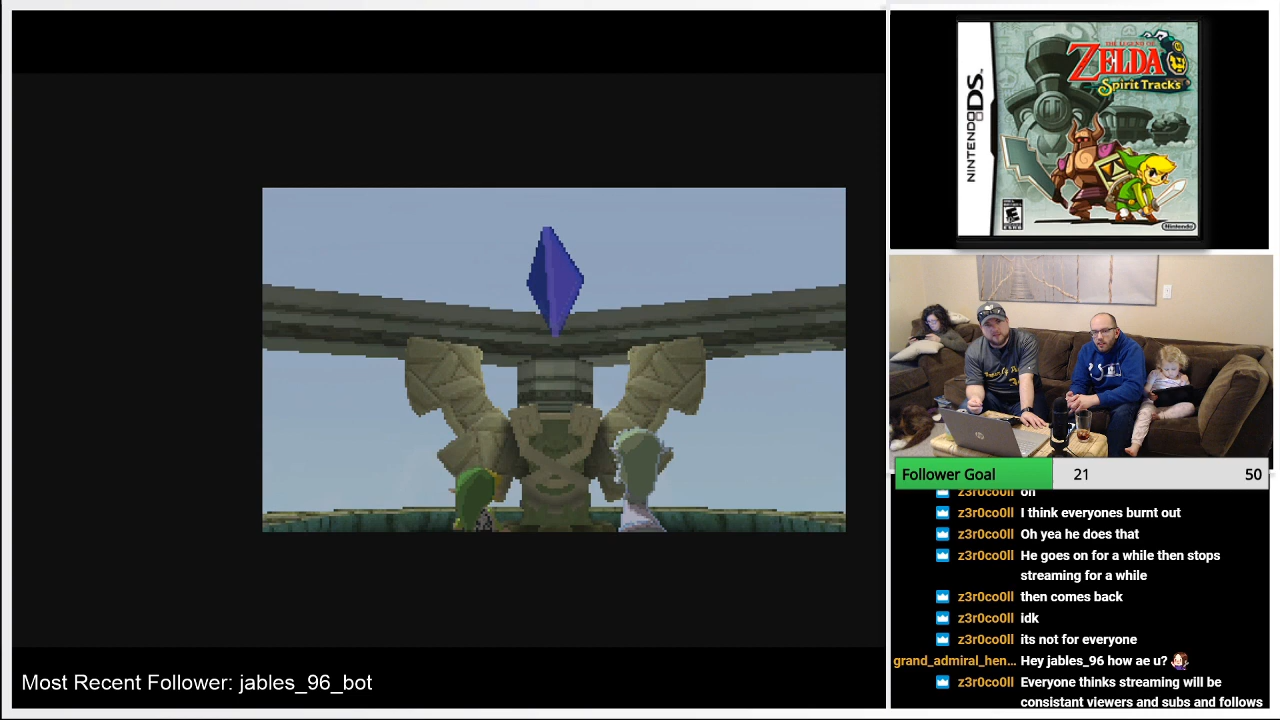 NINTENDO DS
THE LEGEND OF
ZELDA
Spirit Tracks
E
Nintendo
Follower Goal 21 50
z3r0co0ll on
z3r0co0ll I think everyones burnt out
z3r0co0ll Oh yea he does that
z3r0co0ll He goes on for a while then stops
streaming for a while
z3r0co0ll then comes back
z3r0co0ll idk
z3r0co0ll its not for everyone
grand_admiral_hen... Hey jables_96 how ae u?
z3r0co0ll Everyone thinks streaming will be
consistant viewers and subs and follows
Most Recent Follower: jables_96_bot